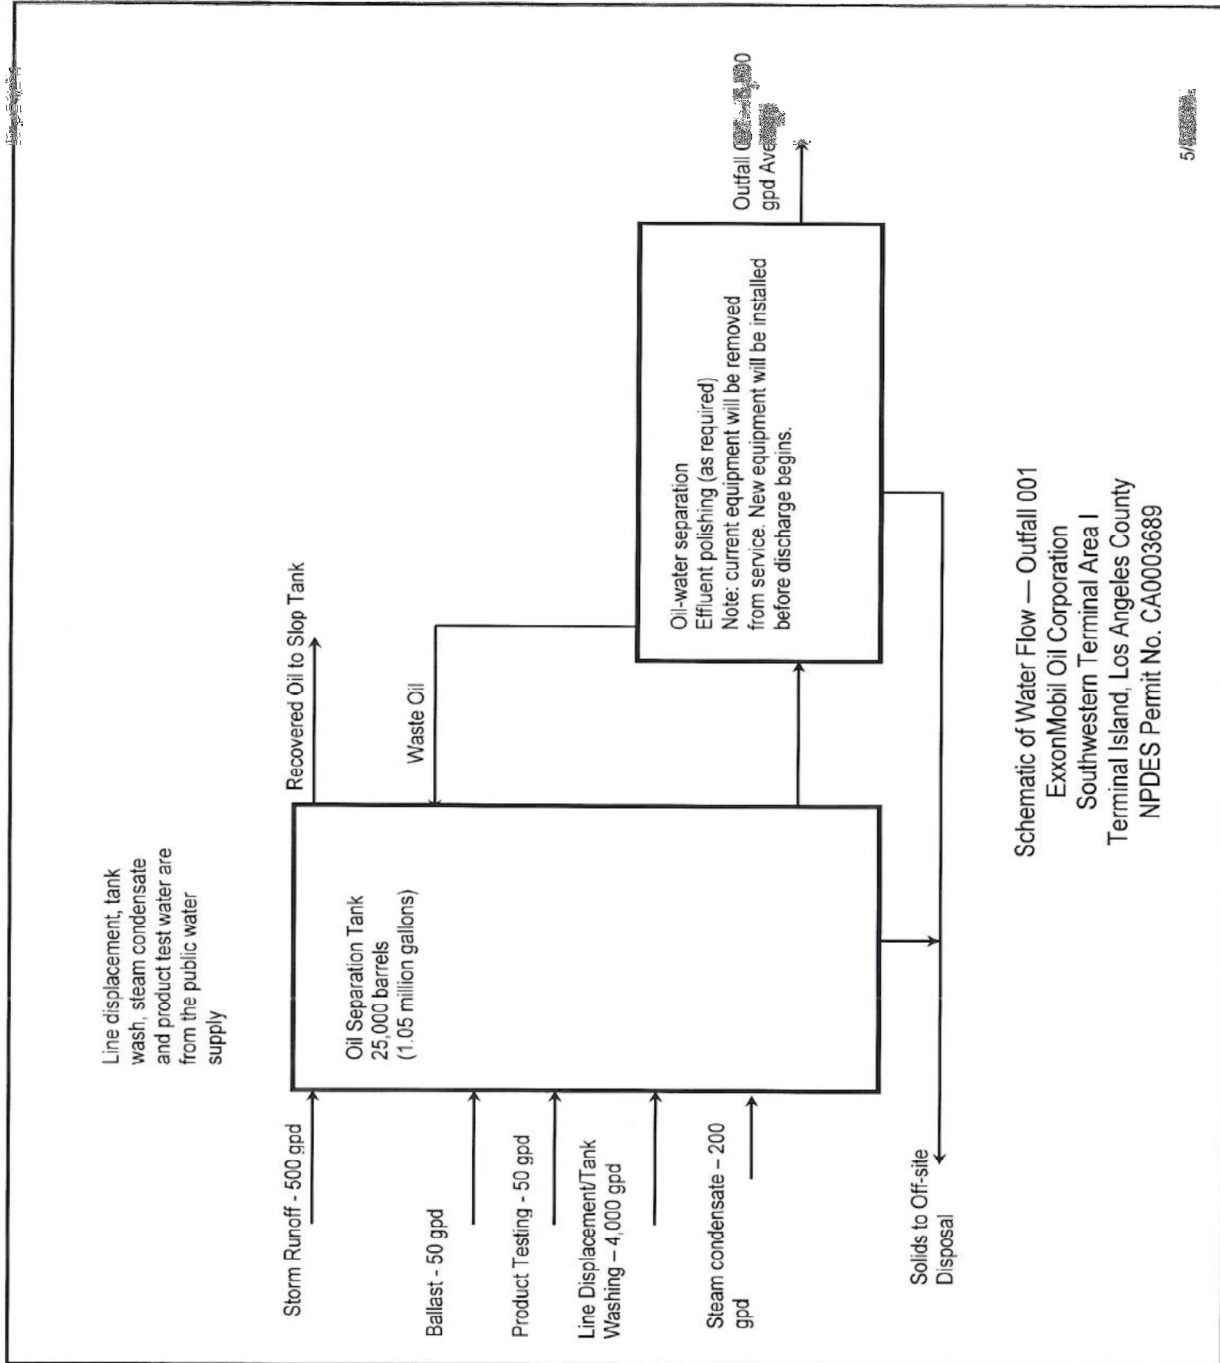 Line displacement, tank
wash, steam condensate
and product test water are
from the public water
supply
Storm Runoff - 500 gpd
Ballast - 50 gpd
Product Testing - 50 gpd
Line Displacement/Tank
Washing – 4,000 gpd
Steam condensate – 200
gpd
Oil Separation Tank
25,000 barrels
(1.05 million gallons)
Recovered Oil to Slop Tank
Waste Oil
Oil-water separation
Effluent polishing (as required)
Note: current equipment will be removed
from service. New equipment will be installed
before discharge begins.
Outfall
gpd
Solids to Off-site
Disposal
Schematic of Water Flow — Outfall 001
ExxonMobil Oil Corporation
Southwestern Terminal Area I
Terminal Island, Los Angeles County
NPDES Permit No. CA0003689